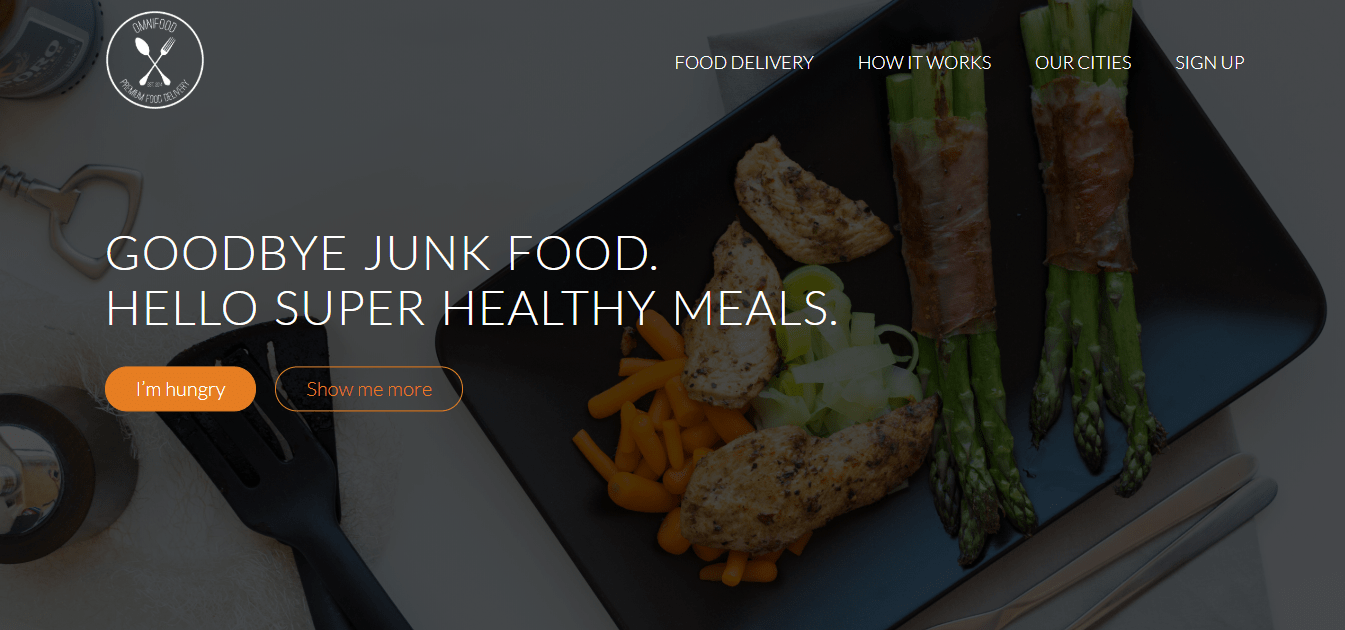 OMNIFOOD
PREMIUM FOOD DELIVERY
FOOD DELIVERY
HOW IT WORKS
OUR CITIES
SIGN UP
GOODBYE JUNK FOOD.
HELLO SUPER HEALTHY MEALS.
I'm hungry
Show me more